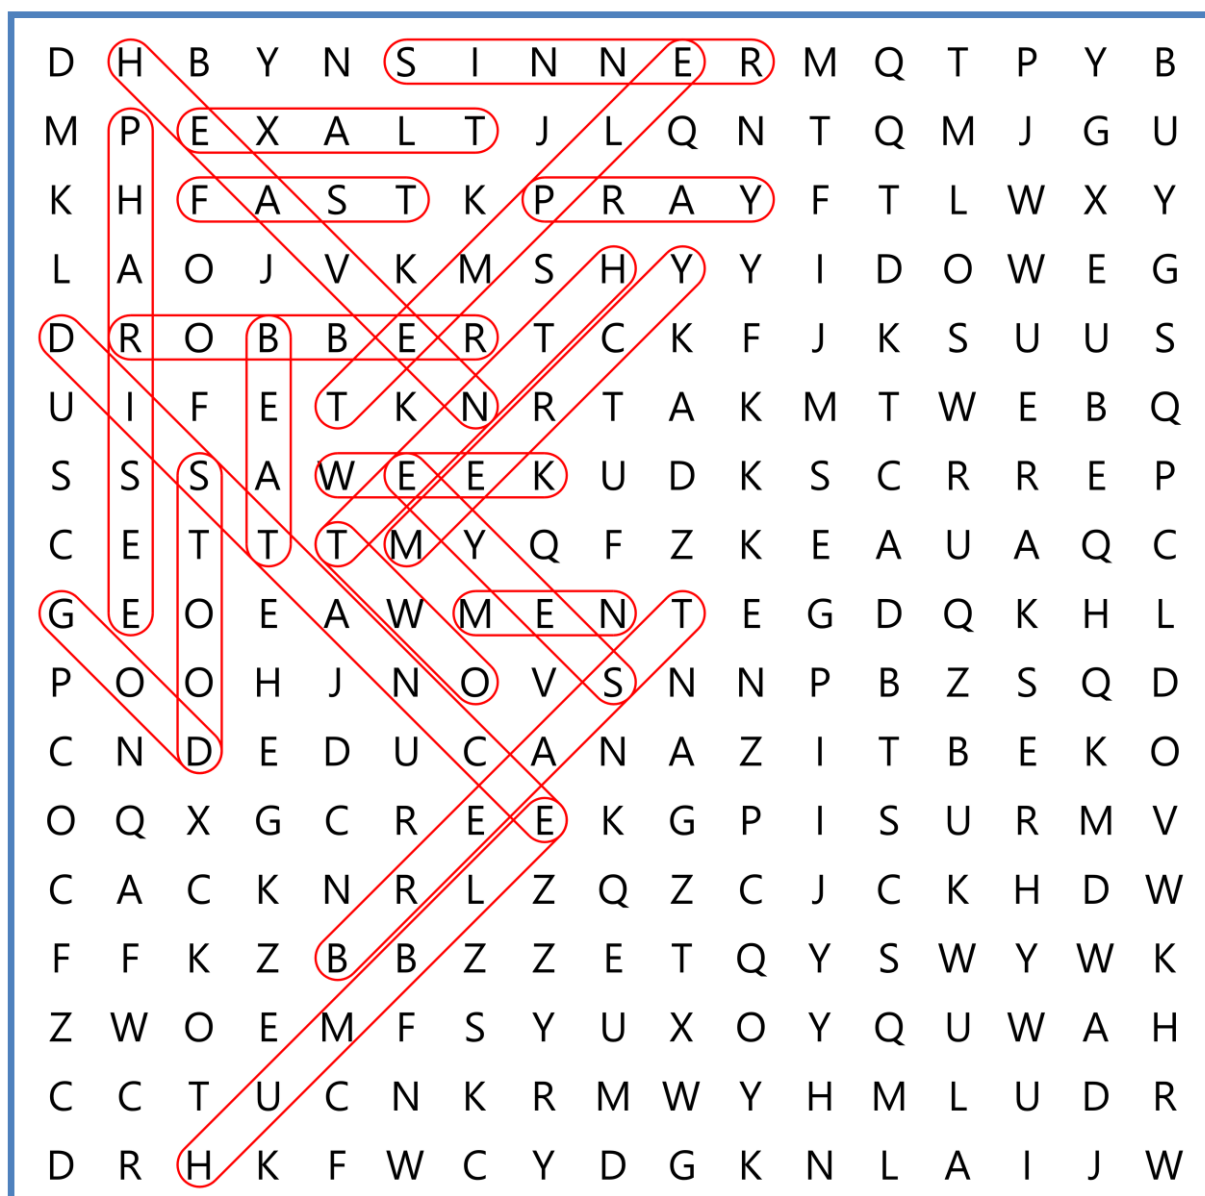 D H B Y N S I N N E R M Q T P Y B
M P E X A L T J L Q N T Q M J G U
K H F A S T K P R A Y F T L W X Y
L A O J V K M S H Y Y I D O W E G
D R O B B E R T C K F J K S U U S
U I F E T K N R T A K M T W E B Q
S S S A W E E K U D K S C R R E P
C E T T T M Y Q F Z K E A U A Q C
G E O E A W M E N T E G D Q K H L
P O O H J N O V S N N P B Z S Q D
C N D E D U C A N A Z I T B E K O
O Q X G C R E E K G P I S U R M V
C A C K N R L Z Q Z C J C K H D W
F F K Z B B Z Z E T Q Y S W Y W K
Z W O E M F S Y U X O Y Q U W A H
C C T U C N K R M W Y H M L U D R
D R H K F W C Y D G K N L A I J W